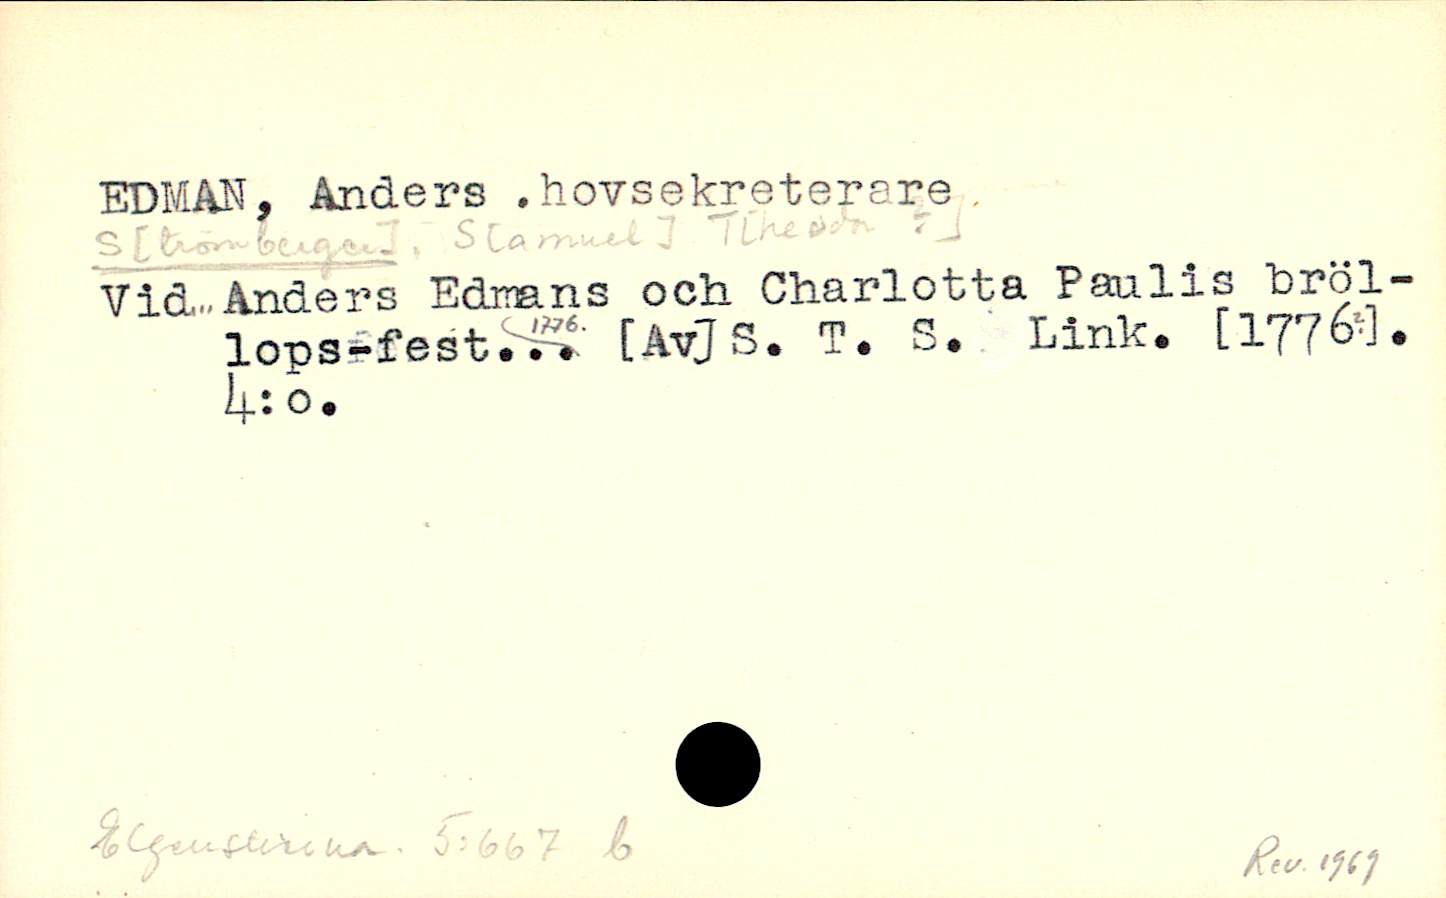 EDMAN, Anders . hovsekreterare.
S[trömberger], S[amuel] T[heodor ?]
Vid... Anders Edmans och Charlotta Paulis bröl-
lops-fest... 1776. [Av] S. T. S. Link. [1776?].
4:o.
Elgenstierna. 5:667 b
Rev. 1969